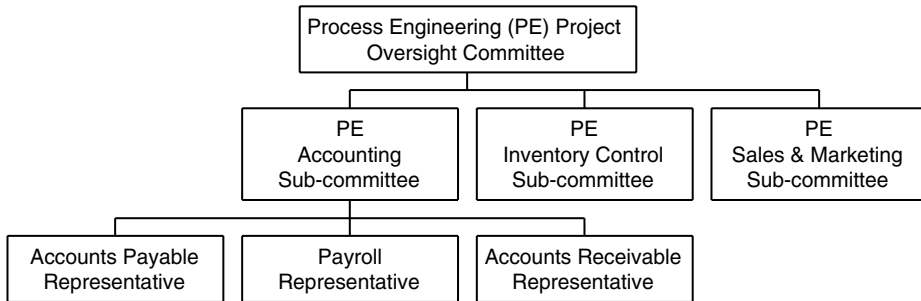 Process Engineering (PE) Project
Oversight Committee
PE
Accounting
Sub-committee
PE
Inventory Control
Sub-committee
PE
Sales & Marketing
Sub-committee
Accounts Payable
Representative
Payroll
Representative
Accounts Receivable
Representative